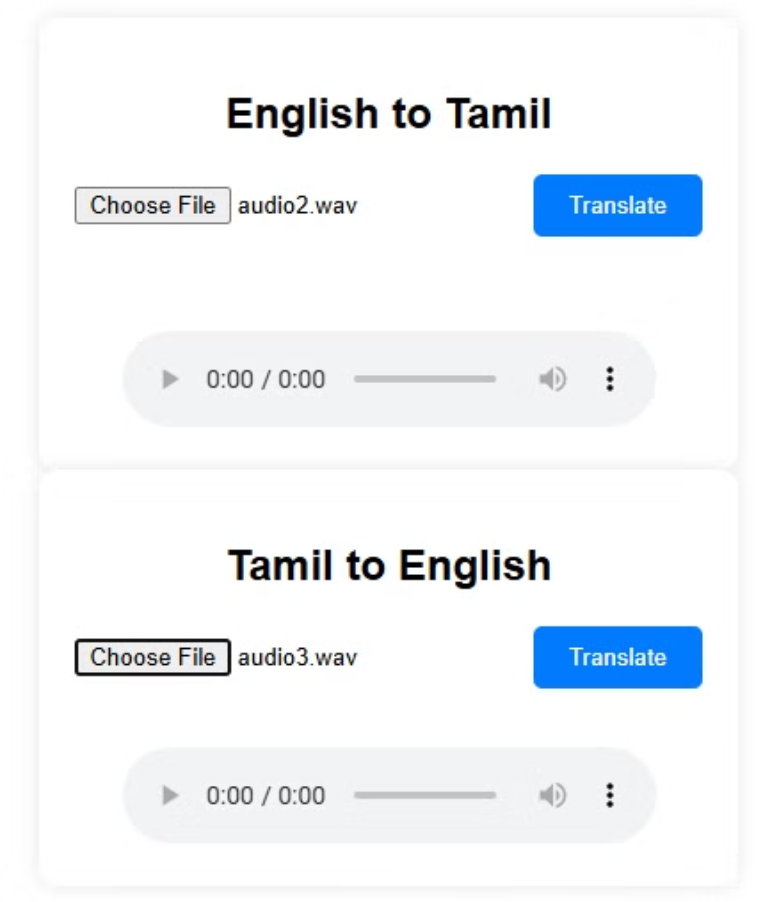 English to Tamil
Choose File audio2.wav Translate
0:00 / 0:00
Tamil to English
Choose File audio3.wav Translate
0:00 / 0:00